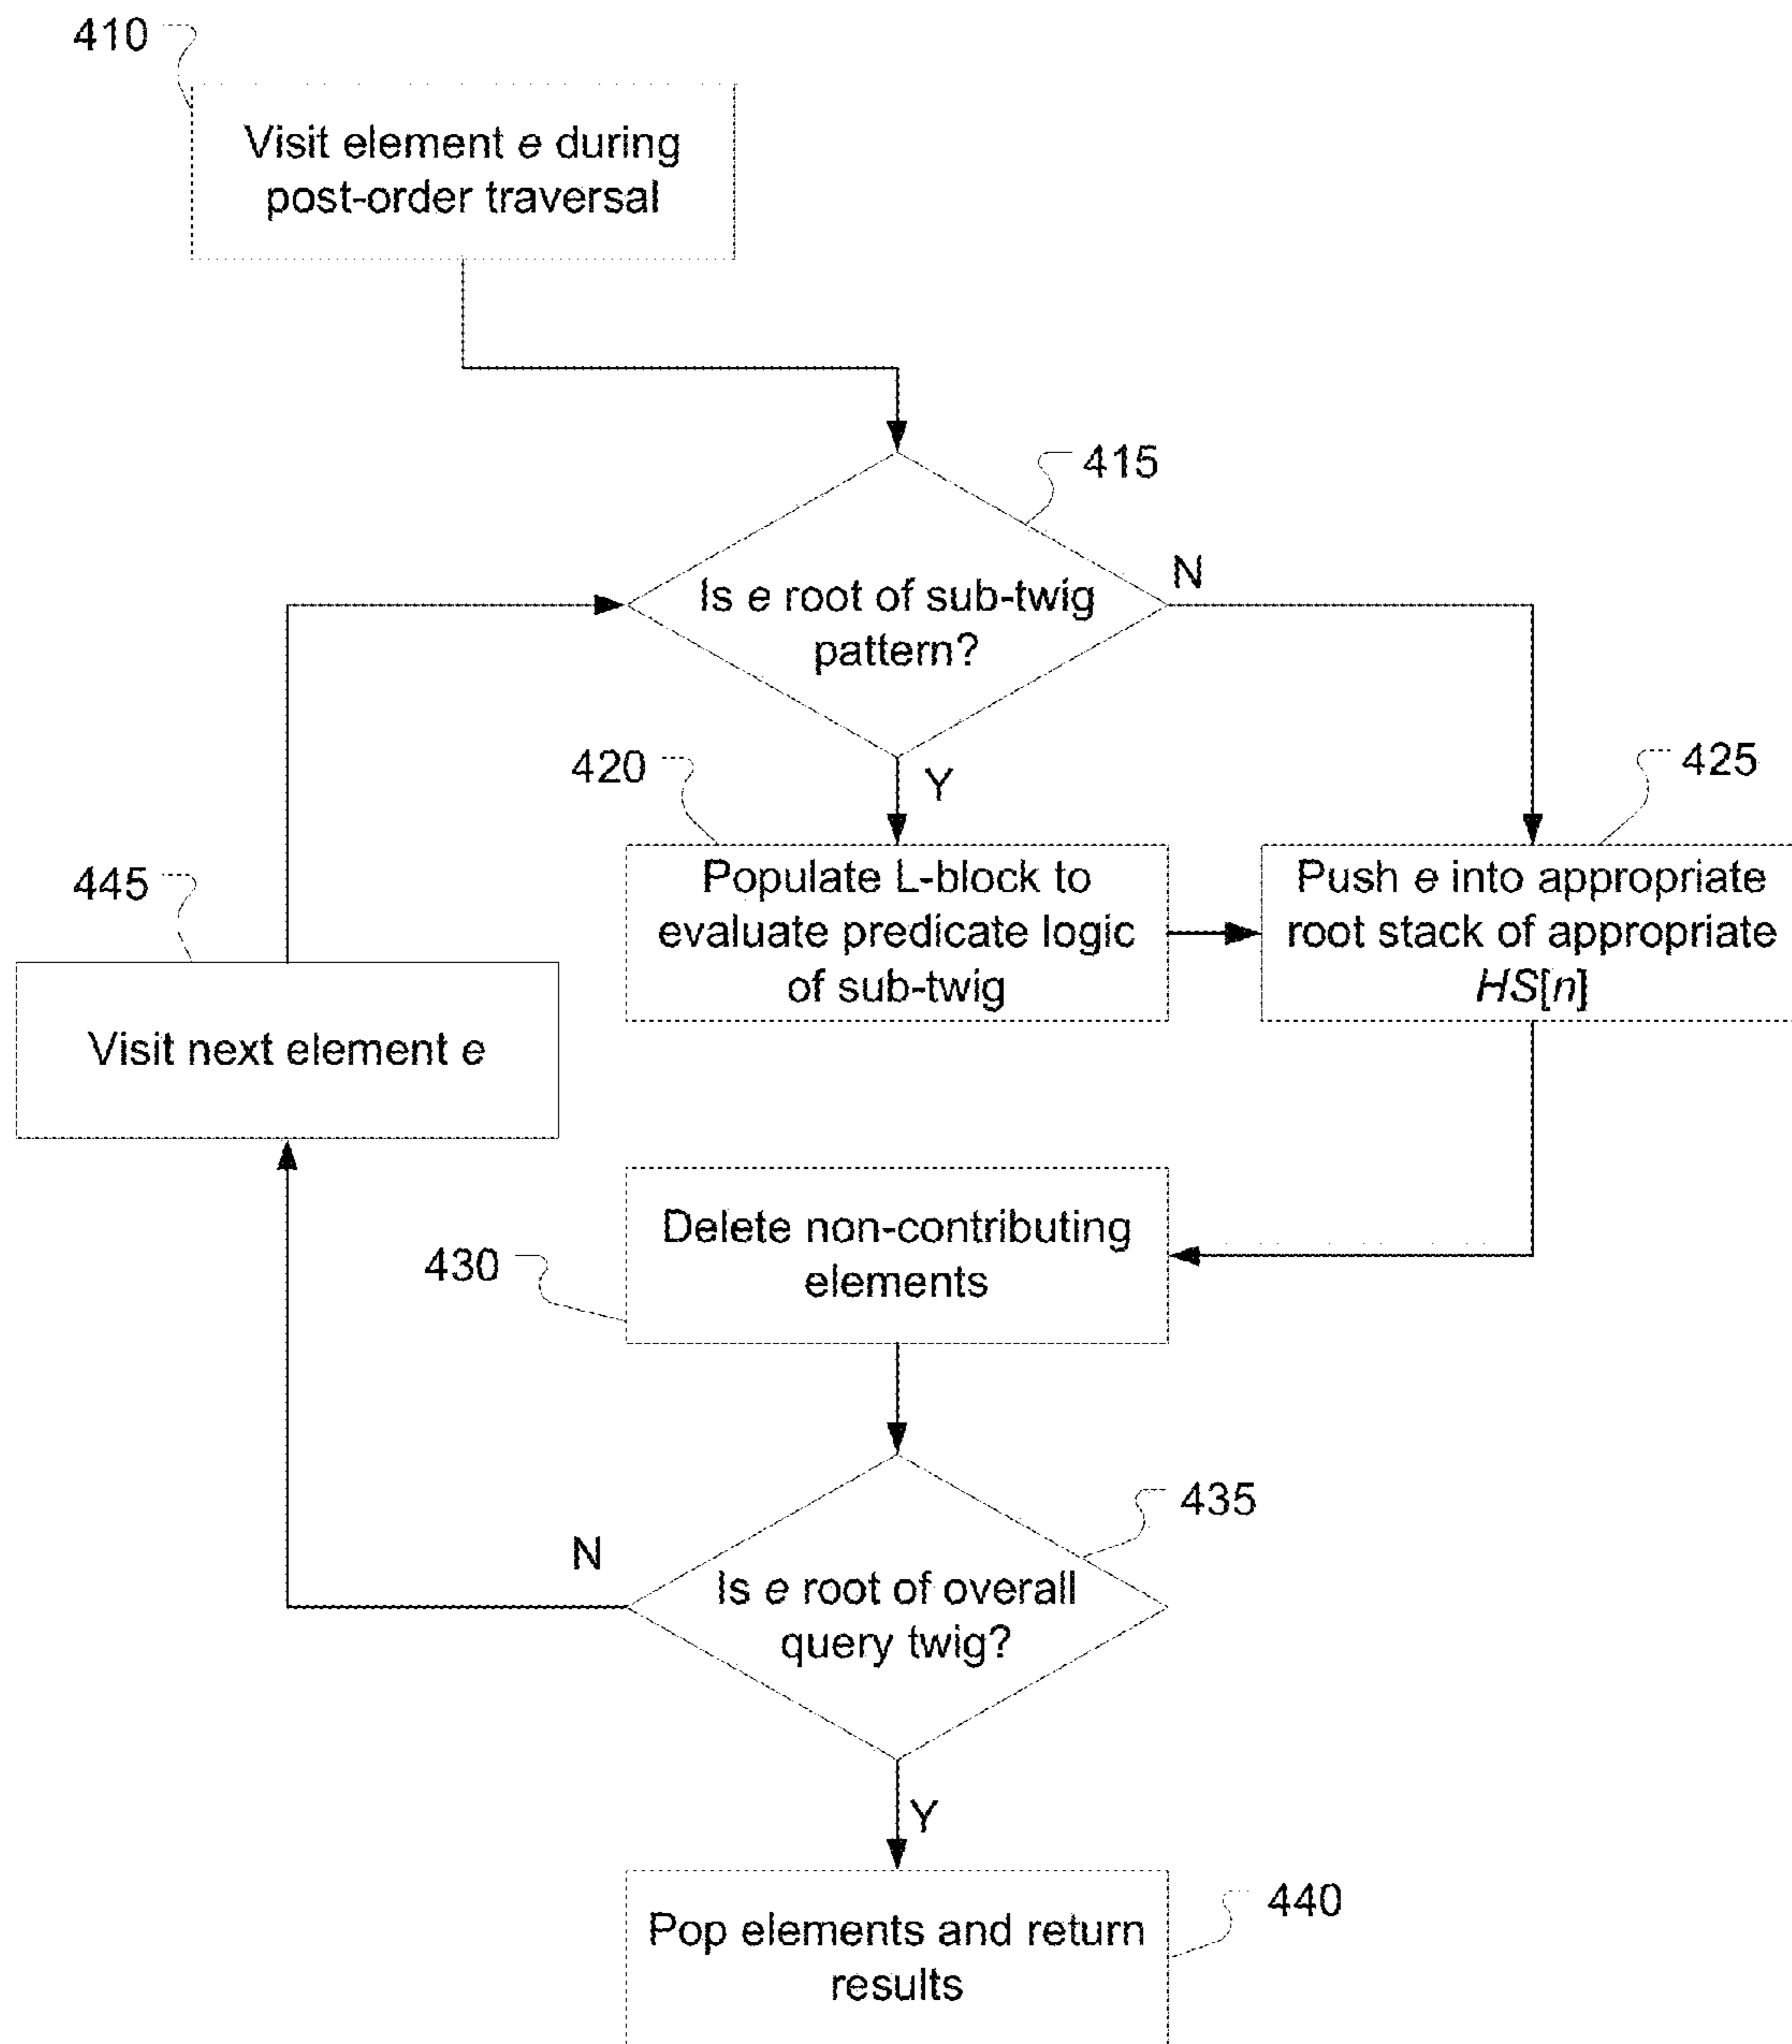 410
Visit element e during
post-order traversal
415
Is e root of sub-twig
pattern?
N
Y
420
Populate L-block to
evaluate predicate logic
of sub-twig
425
Push e into appropriate
root stack of appropriate
HS[n]
445
Visit next element e
430
Delete non-contributing
elements
435
Is e root of overall
query twig?
N
Y
440
Pop elements and return
results